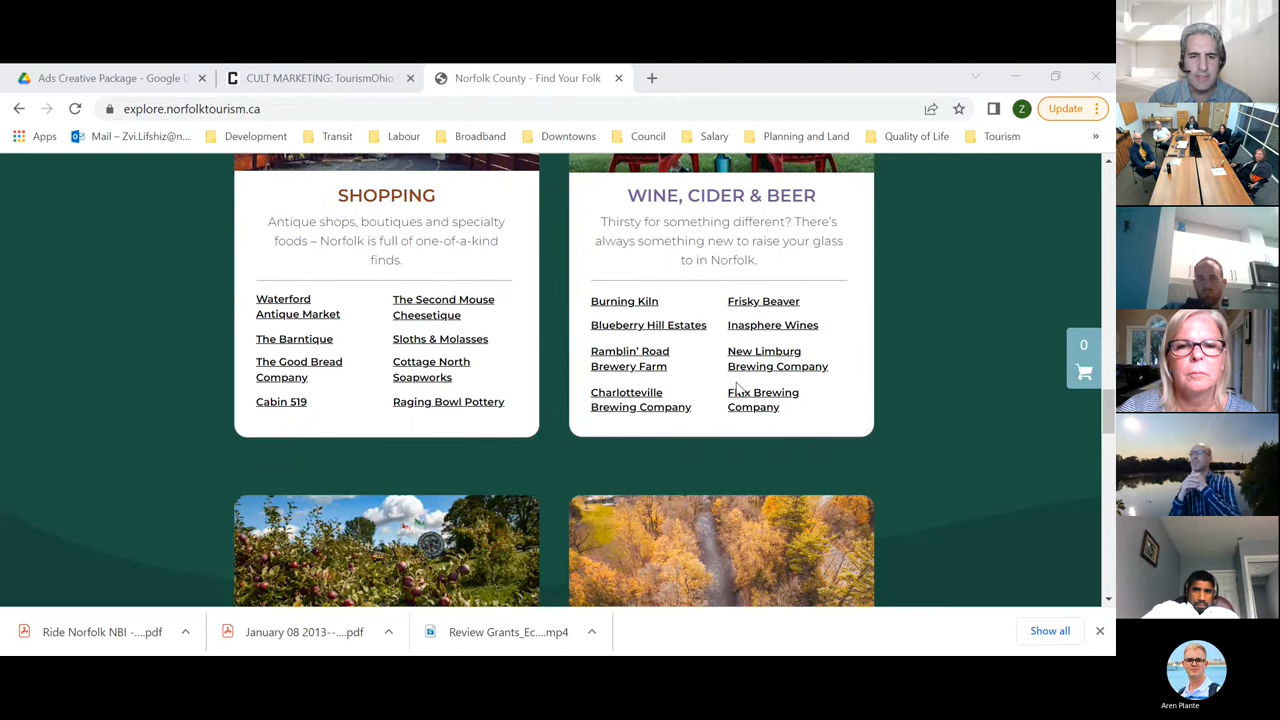 Ads Creative Package - Google D
CULT MARKETING: TourismOhio
Norfolk County - Find Your Folk
explore.norfolktourism.ca
Z
Update
Apps
Mail – Zvi.Lifshiz@n...
Development
Transit
Labour
Broadband
Downtowns
Council
Salary
Planning and Land
Quality of Life
Tourism
»
SHOPPING
Antique shops, boutiques and specialty
foods – Norfolk is full of one-of-a-kind
finds.
Waterford
Antique Market
The Barntique
The Good Bread
Company
Cabin 519
The Second Mouse
Cheesetique
Sloths & Molasses
Cottage North
Soapworks
Raging Bowl Pottery
WINE, CIDER & BEER
Thirsty for something different? There's
always something new to raise your glass
to in Norfolk.
Burning Kiln
Blueberry Hill Estates
Ramblin' Road
Brewery Farm
Charlotteville
Brewing Company
Frisky Beaver
Inasphere Wines
New Limburg
Brewing Company
Brewing
Company
0
Ride Norfolk NBI -....pdf
January 08 2013--....pdf
Review Grants_Ec....mp4
Show all
Aren Plante